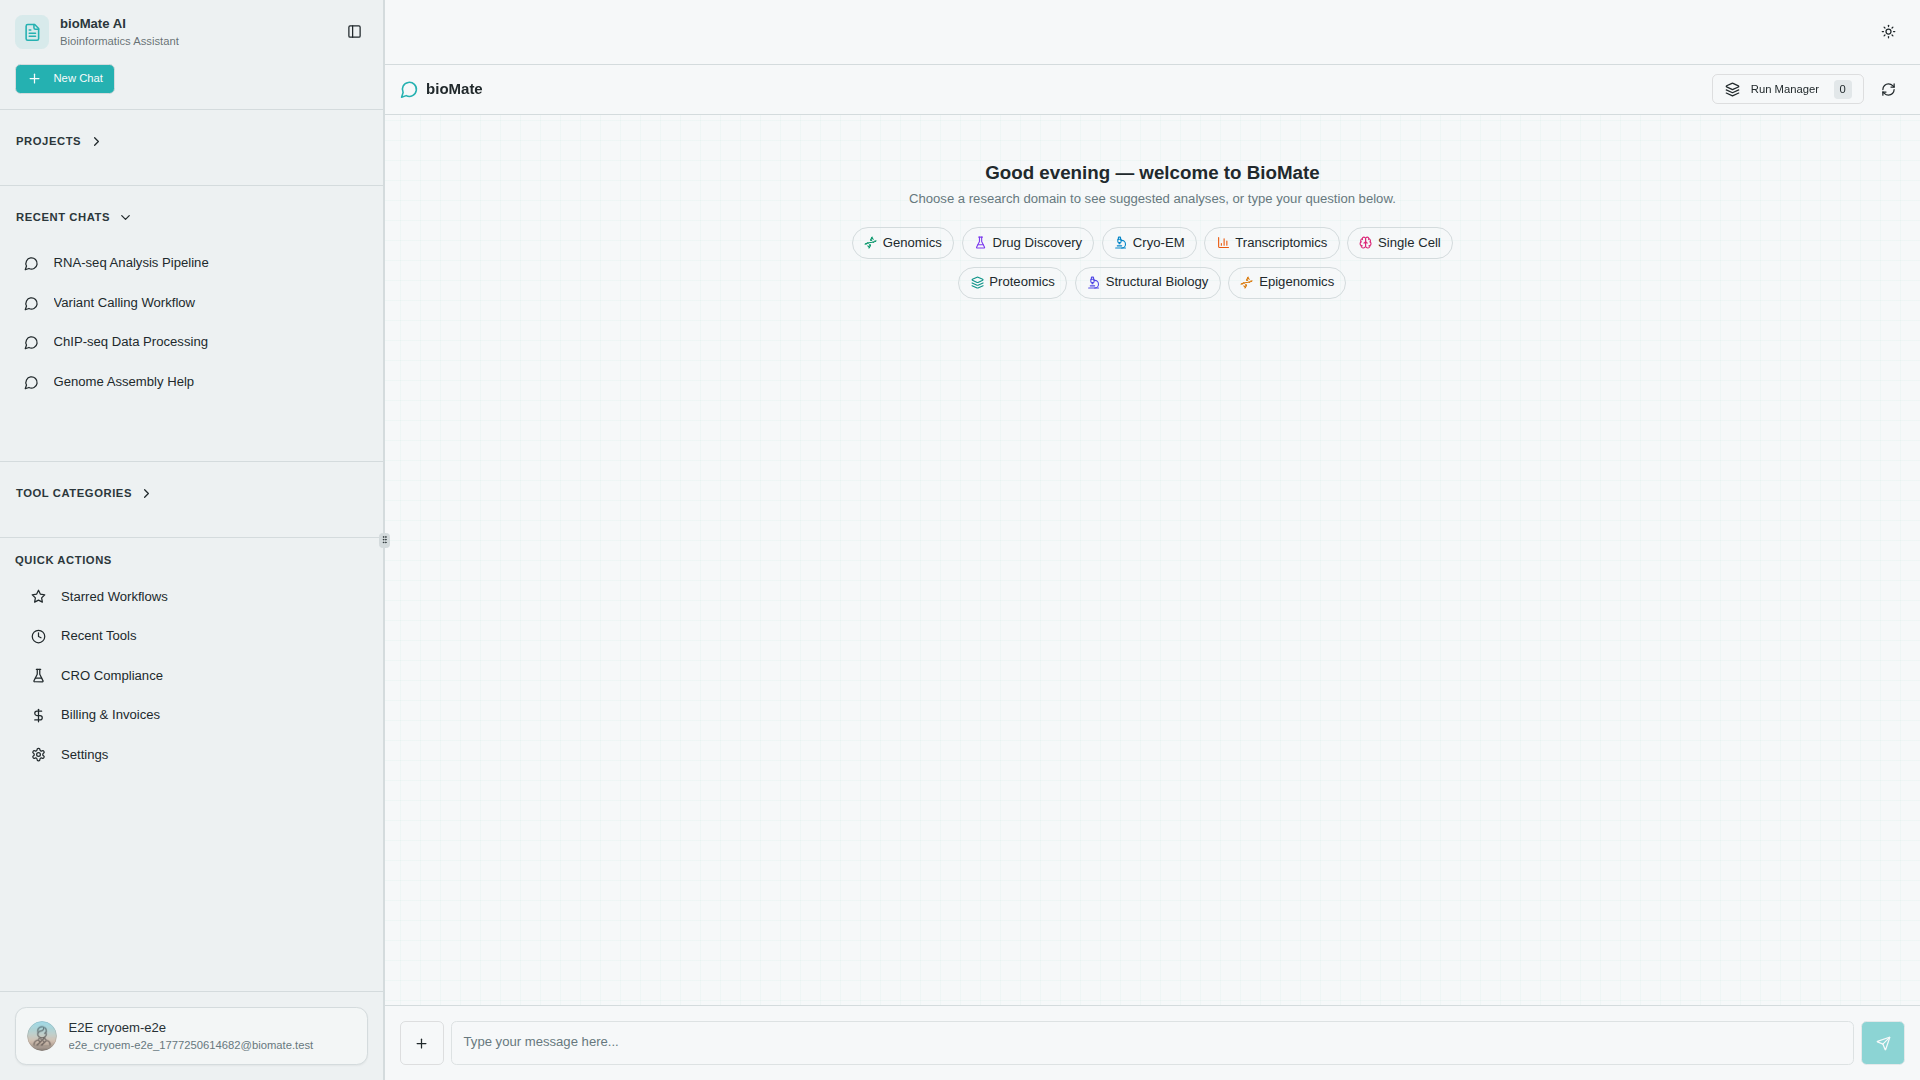 bioMate AI
Bioinformatics Assistant
New Chat
PROJECTS
RECENT CHATS
RNA-seq Analysis Pipeline
Variant Calling Workflow
ChIP-seq Data Processing
Genome Assembly Help
TOOL CATEGORIES
QUICK ACTIONS
Starred Workflows
Recent Tools
CRO Compliance
Billing & Invoices
Settings
E2E cryoem-e2e
e2e_cryoem-e2e_1777250614682@biomate.test
bioMate
Run Manager 0
Good evening — welcome to BioMate
Choose a research domain to see suggested analyses, or type your question below.
Genomics Drug Discovery Cryo-EM Transcriptomics Single Cell
Proteomics Structural Biology Epigenomics
Type your message here...